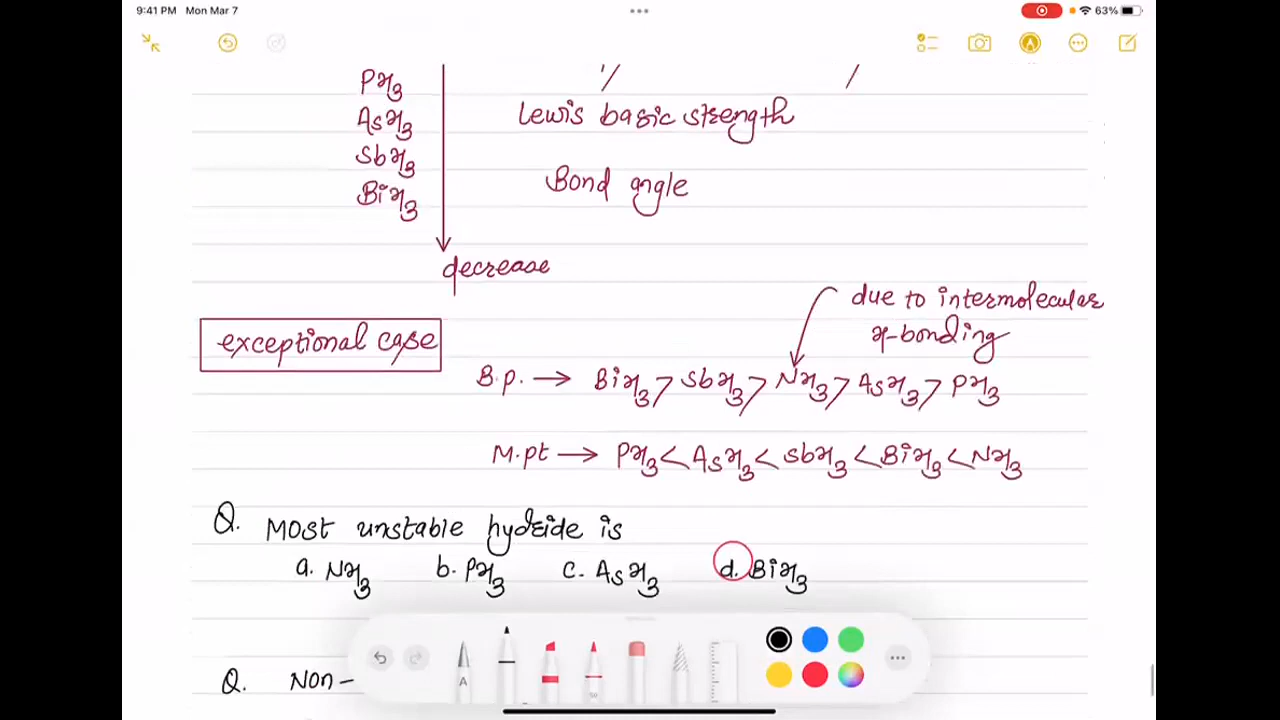 9:41 PM Mon Mar 7
63%
PH3
AsH3
SbH3
BiH3
Lewis basic strength
Bond angle
decrease
due to intermolecular
H-bonding
exceptional case
B.p. → BiH3 > SbH3 > NH3 > AsH3 > PH3
M.pt → PH3 < AsH3 < SbH3 < BiH3 < NH3
Q. Most unstable hydride is
a. NH3 b. PH3 c. AsH3 d. BiH3
Q. Non-
A
50